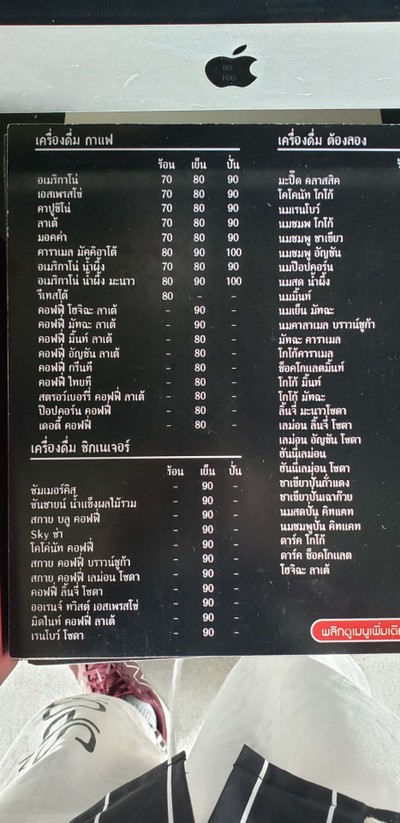 เครื่องดื่ม กาแฟ
ร้อน เย็น ปั่น
อเมริกาโน่ 70 80 90
เอสเพรสโซ่ 70 80 90
คาปูชิโน่ 70 80 90
ลาเต้ 70 80 90
มอคค่า 70 80 90
คาราเมล มัคคิอาโต้ 80 90 100
อเมริกาโน่ น้ำผึ้ง 70 80 90
อเมริกาโน่ น้ำผึ้ง มะนาว 80 90 100
รีเทสโต้ 80 - -
คอฟฟี่ โฮจิฉะ ลาเต้ - 90 -
คอฟฟี่ มัทฉะ ลาเต้ - 90 -
คอฟฟี่ มิ้นท์ ลาเต้ - 80 -
คอฟฟี่ อัญชัน ลาเต้ - 80 -
คอฟฟี่ กรีนที - 80 -
คอฟฟี่ ไทยที - 80 -
สตรอว์เบอร์รี่ คอฟฟี่ ลาเต้ - 80 -
ป๊อปคอร์น คอฟฟี่ - 80 -
เดอตี้ คอฟฟี่ - 80 -
เครื่องดื่ม ซิกเนเจอร์
ร้อน เย็น ปั่น
ซัมเมอร์คิส - 90 -
ซันชายน์ น้ำแข็งผลไม้รวม - 90 -
สกาย บลู คอฟฟี่ - 90 -
Sky ซ่า - 90 -
โคโค่นัท คอฟฟี่ - 90 -
สกาย คอฟฟี่ บราวน์ชูก้า - 90 -
สกาย คอฟฟี่ เลม่อน โซดา - 90 -
คอฟฟี่ ลิ้นจี่ โซดา - 90 -
ออเรนจ์ ทวิสต์ เอสเพรสโซ่ - 90 -
มิดไนท์ คอฟฟี่ ลาเต้ - 90 -
เรนโบว์ โซดา - 90 -
เครื่องดื่ม ต้องลอง
มะปี๊ด คลาสสิค
โคโคนัท โกโก้
นมเรนโบว์
นมชมพู โกโก้
นมชมพู ชาเขียว
นมชมพู อัญชัน
นมป๊อปคอร์น
นมสด น้ำผึ้ง
นมมิ้นท์
นมเย็น มัทฉะ
นมคาลาเมล บราวน์ชูก้า
มัทฉะ คาราเมล
โกโก้คาราเมล
ช็อคโกแลตมิ้นท์
โกโก้ มิ้นท์
โกโก้ มัทฉะ
ลิ้นจี่ มะนาวโซดา
เลม่อน ลิ้นจี่ โซดา
เลม่อน อัญชัน โซดา
ฮันนี่เลม่อน
ฮันนี่เลม่อน โซดา
ชาเขียวปั่นถั่วแดง
ชาเขียวปั่นเฉาก๊วย
นมสดปั่น คิทแคท
นมชมพูปั่น คิทแคท
ดาร์ค โกโก้
ดาร์ค ช็อคโกแลต
โฮจิฉะ ลาเต้
พลิกดูเมนูเพิ่มเติม